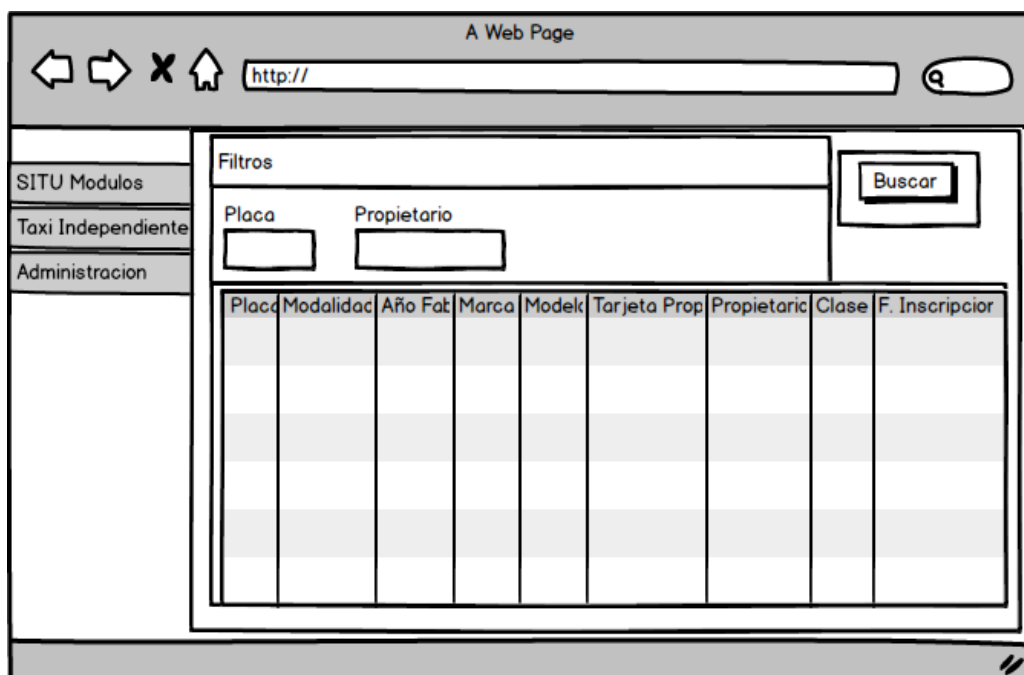 A Web Page
http://
SITU Modulos
Taxi Independiente
Administracion
Filtros
Placa Propietario
Buscar
Placa Modalidad Año Fab Marca Modelo Tarjeta Prop Propietario Clase F. Inscripcior